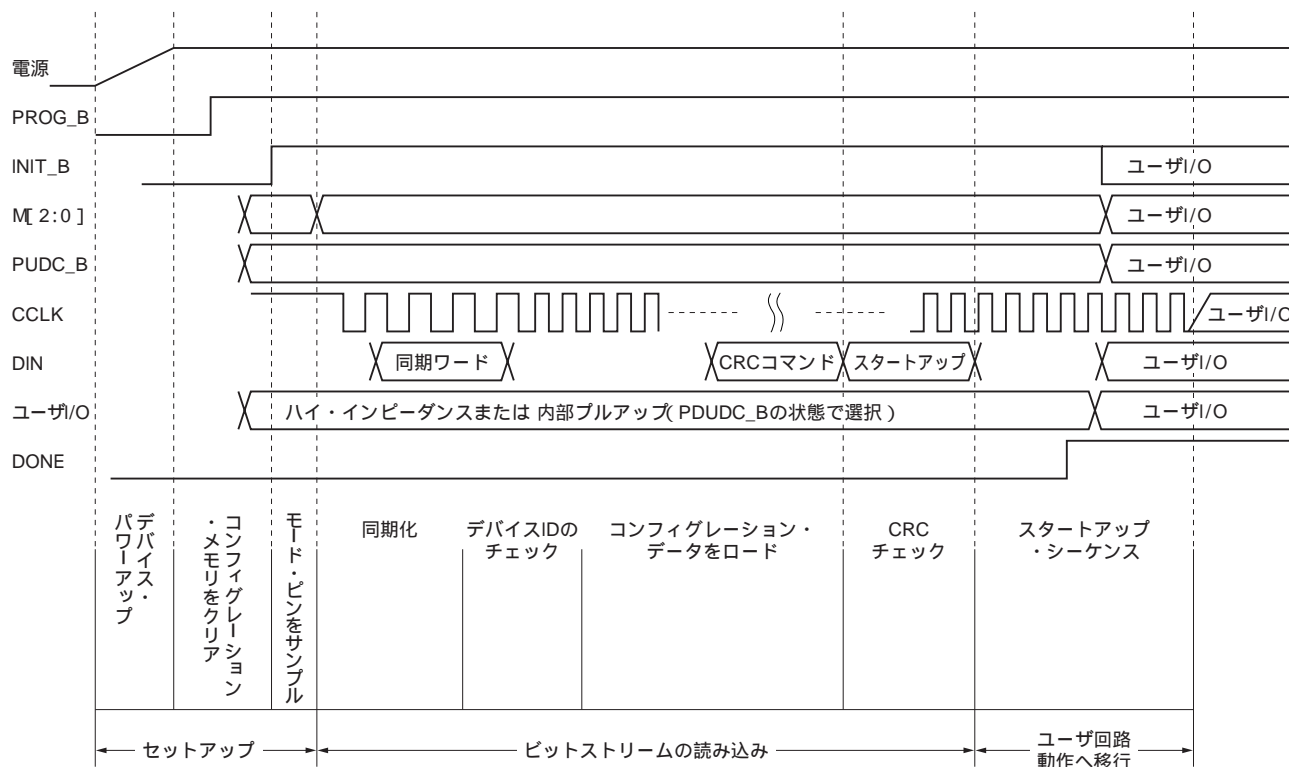 電源
PROG_B
INIT_B
ユーザI/O
M[2:0]
ユーザI/O
PUDC_B
ユーザI/O
CCLK
ユーザI/O
DIN
同期ワード
CRCコマンド
スタートアップ
ユーザI/O
ユーザI/O
ハイ・インピーダンスまたは 内部プルアップ(PDUDC_Bの状態で選択)
ユーザI/O
DONE
デバイス・
パワーアップ
コンフィグレーション
・メモリをクリア
モード・ピンをサンプル
同期化
デバイスIDの
チェック
コンフィグレーション・
データをロード
CRC
チェック
スタートアップ
・シーケンス
セットアップ
ビットストリームの読み込み
ユーザ回路
動作へ移行